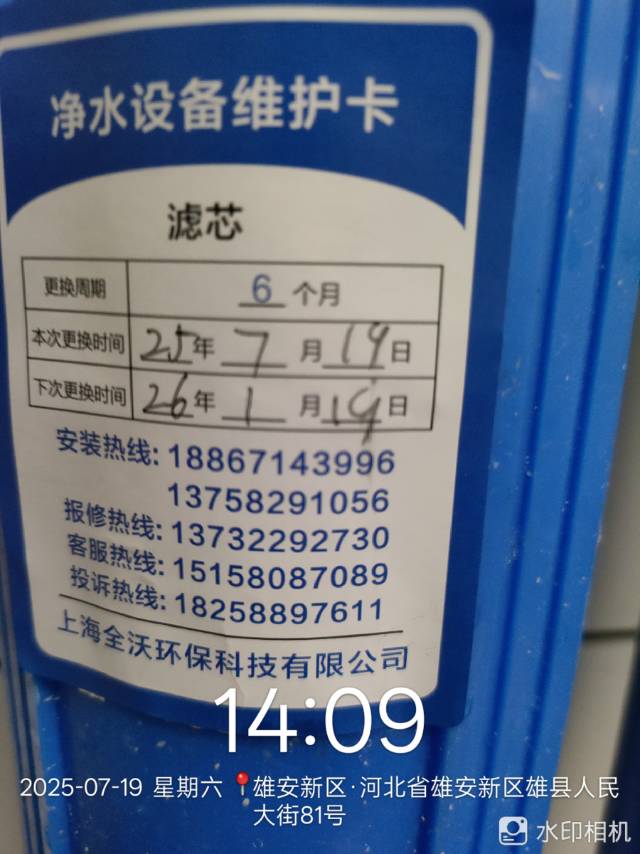 净水设备维护卡
滤芯
更换周期 6 个月
本次更换时间 25年 7 月 19 日
下次更换时间 26年 1 月 19 日
安装热线: 18867143996
13758291056
报修热线: 13732292730
客服热线: 15158087089
投诉热线: 18258897611
上海全沃环保科技有限公司
14:09
2025-07-19 星期六 📍雄安新区·河北省雄安新区雄县人民
大街81号
水印相机